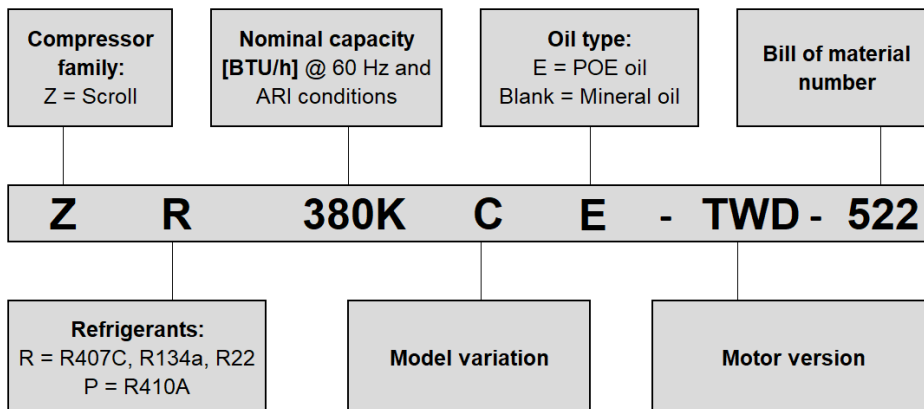 Compressor
family:
Z = Scroll
Nominal capacity
[BTU/h] @ 60 Hz and
ARI conditions
Oil type:
E = POE oil
Blank = Mineral oil
Bill of material
number
Z R 380K C E - TWD - 522
Refrigerants:
R = R407C, R134a, R22
P = R410A
Model variation
Motor version